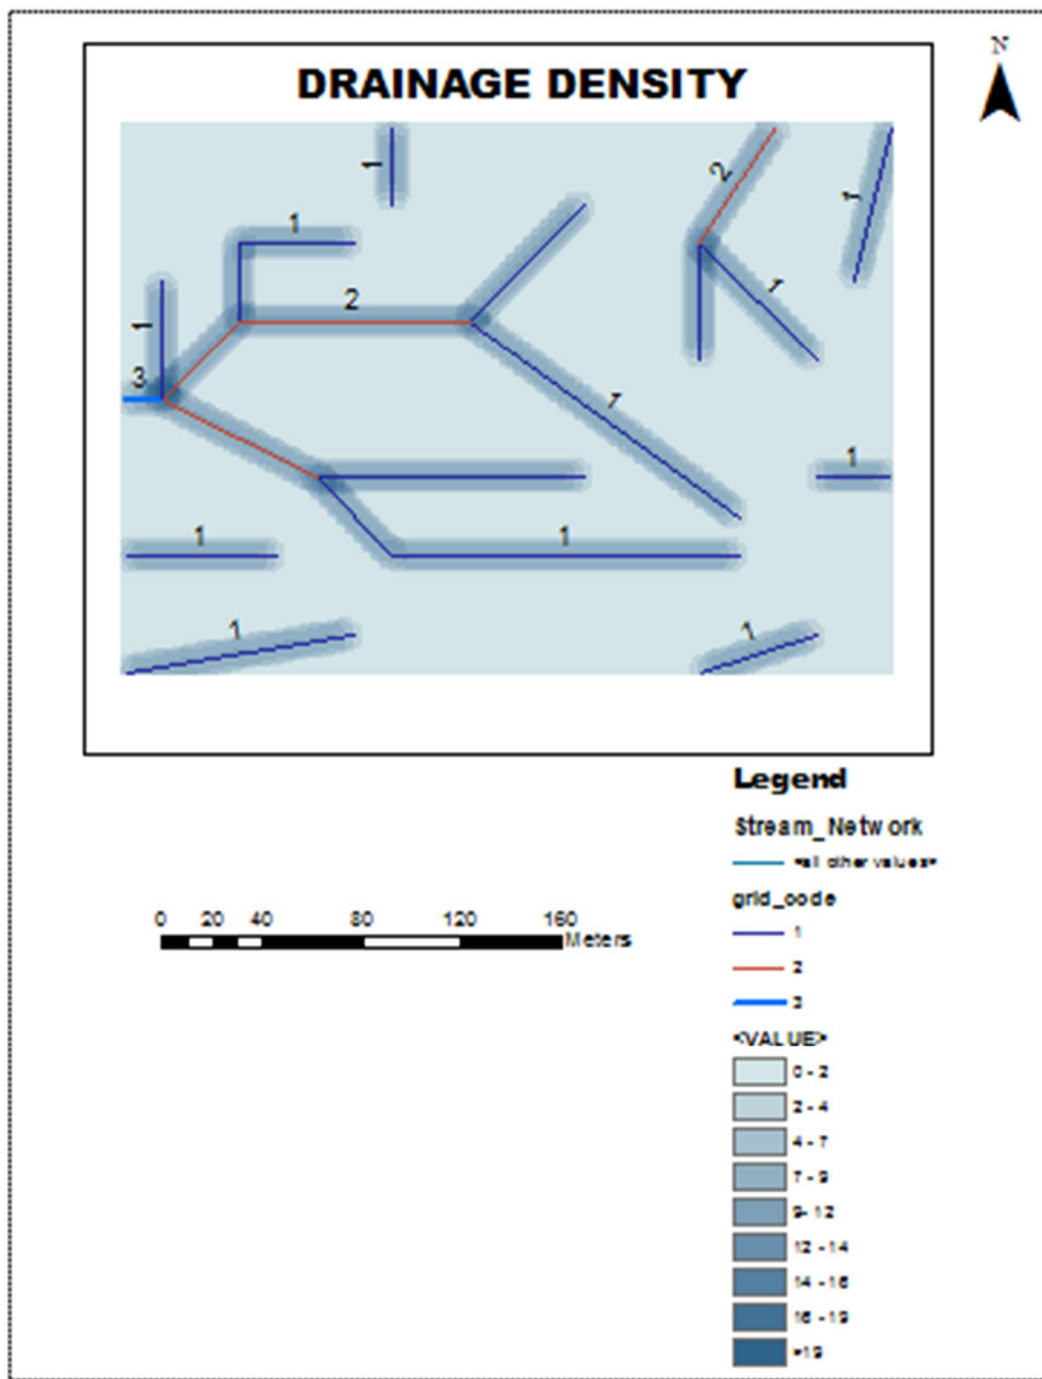 N
DRAINAGE DENSITY
1
2
1
1
1
2
1
1
3
1
1
1
1
1
1
Legend
Stream_Network
<all other values>
grid_code
0 20 40 80 120 160
Meters
1
2
3
<VALUE>
0 - 2
2 - 4
4 - 7
7 - 9
9- 12
12 - 14
14 - 16
16 - 19
>19